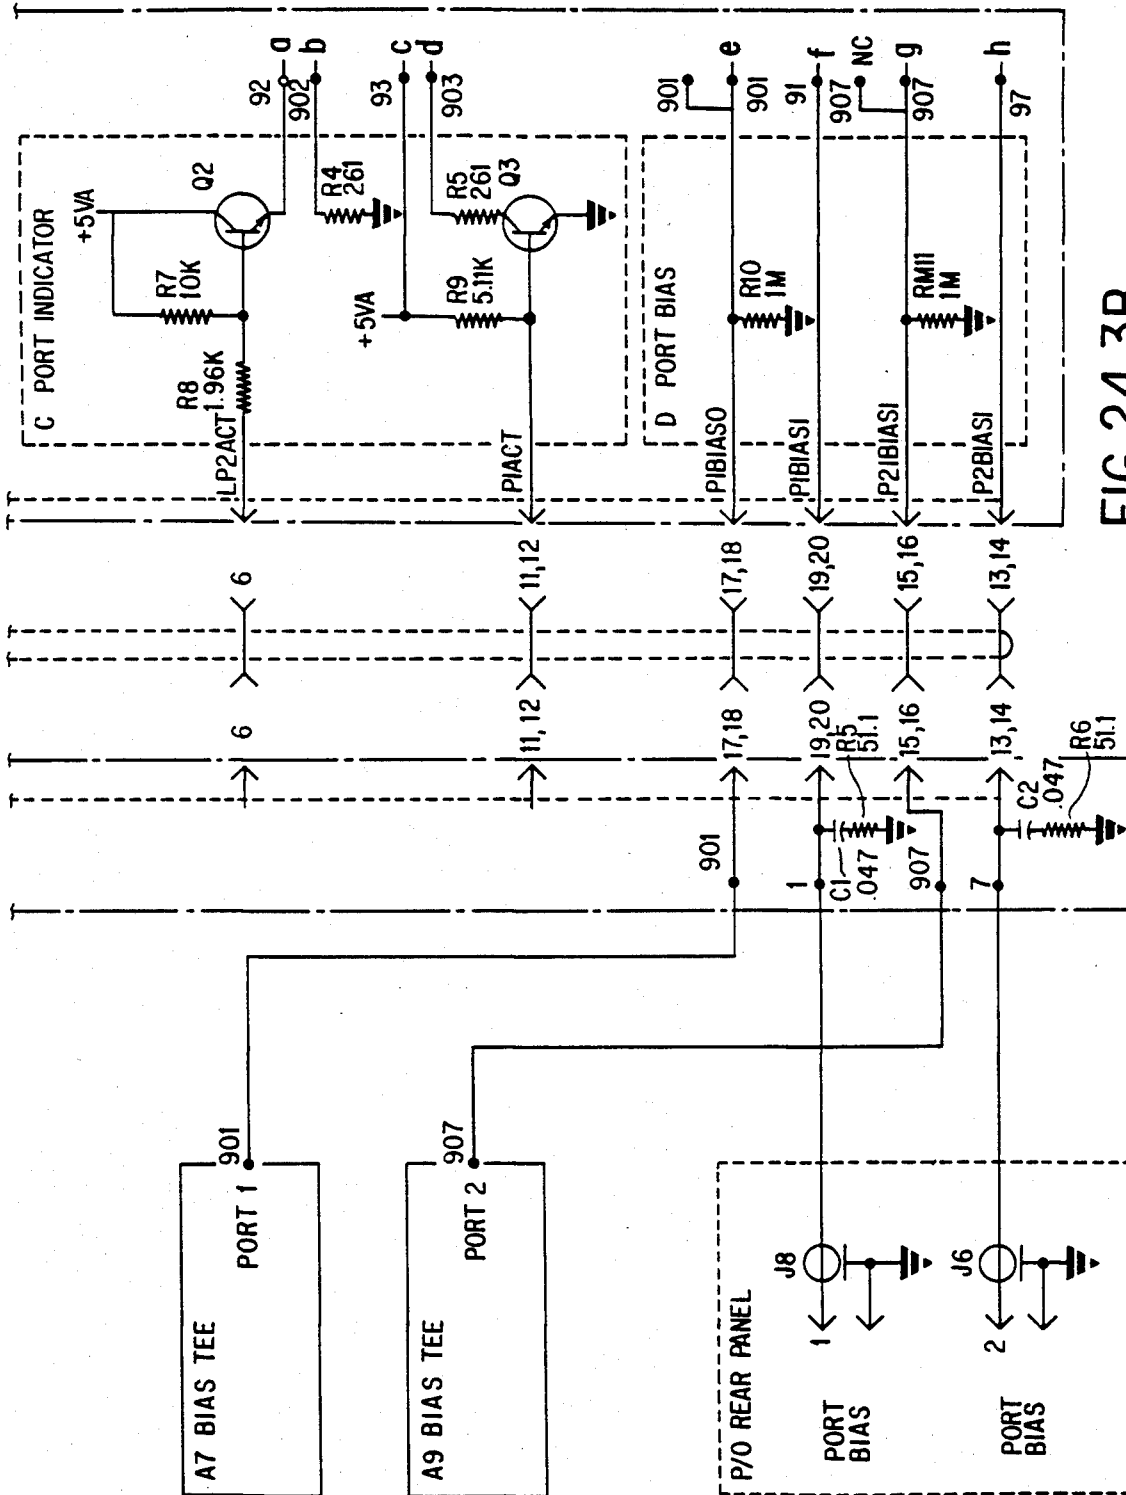 A7 BIAS TEE
PORT 1
901
A9 BIAS TEE
PORT 2
907
P/O REAR PANEL
J8
1
PORT
BIAS
J6
2
PORT
BIAS
901
1
C1
.047
R5
51.1
907
7
C2
.047
R6
51.1
6
11,12
17,18
19,20
15,16
13,14
6
11,12
17,18
19,20
15,16
13,14
LP2ACT
P1ACT
P1BIASO
P1BIASI
P21BIASI
P2BIASI
C PORT INDICATOR
R8
1.96K
R7
10K
+5VA
Q2
R4
261
+5VA
R9
5.11K
R5
261
Q3
D PORT BIAS
R10
1M
RM11
1M
92
a
902
b
93
c
903
d
901
901
e
91
f
907
NC
907
g
97
h
FIG 24